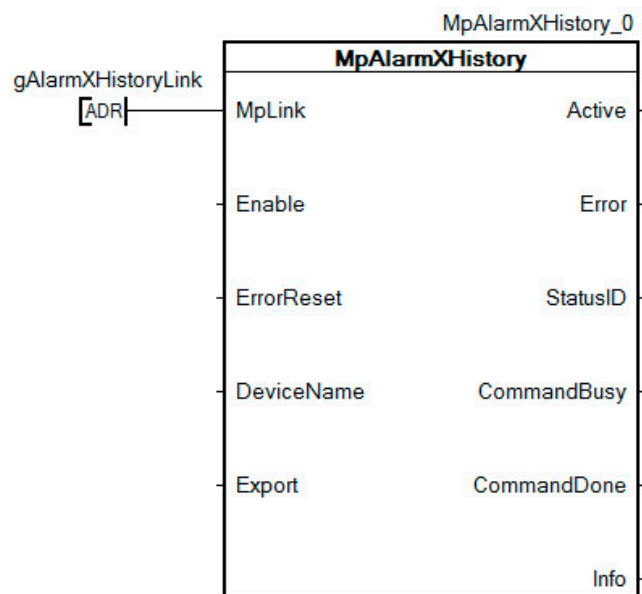 MpAlarmXHistory_0
MpAlarmXHistory
gAlarmXHistoryLink
ADR
MpLink Active
Enable Error
ErrorReset StatusID
DeviceName CommandBusy
Export CommandDone
Info